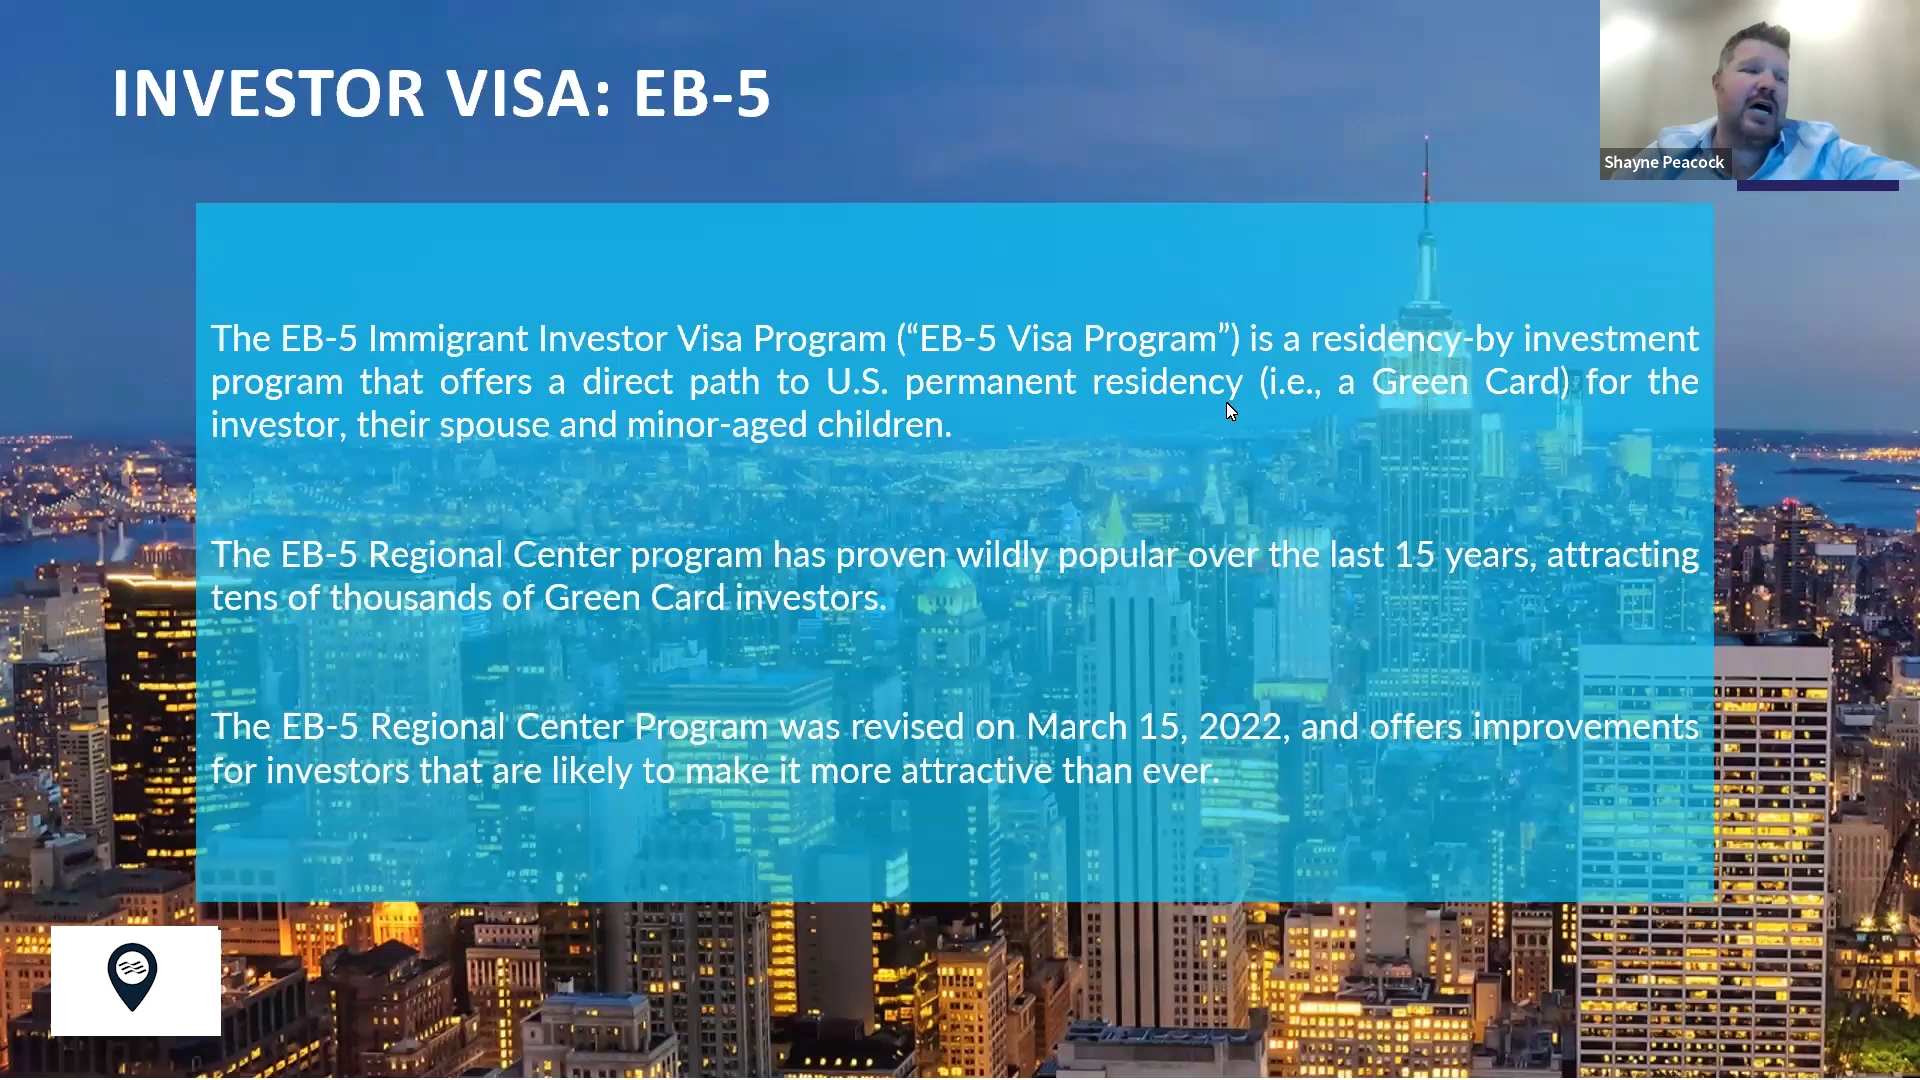 INVESTOR VISA: EB-5
Shayne Peacock
The EB-5 Immigrant Investor Visa Program (“EB-5 Visa Program”) is a residency-by investment
program that offers a direct path to U.S. permanent residency (i.e., a Green Card) for the
investor, their spouse and minor-aged children.
The EB-5 Regional Center program has proven wildly popular over the last 15 years, attracting
tens of thousands of Green Card investors.
The EB-5 Regional Center Program was revised on March 15, 2022, and offers improvements
for investors that are likely to make it more attractive than ever.